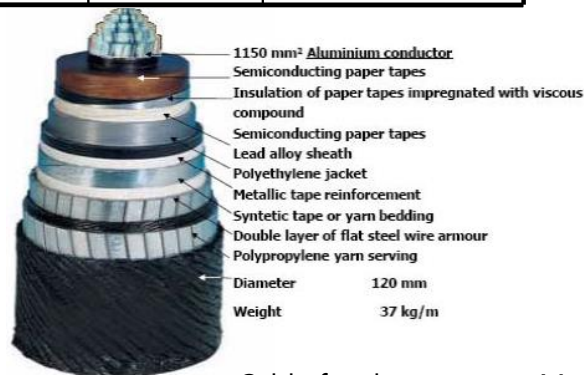 1150 mm² Aluminium conductor
Semiconducting paper tapes
Insulation of paper tapes impregnated with viscous
compound
Semiconducting paper tapes
Lead alloy sheath
Polyethylene jacket
Metallic tape reinforcement
Syntetic tape or yarn bedding
Double layer of flat steel wire armour
Polypropylene yarn serving
Diameter 120 mm
Weight 37 kg/m